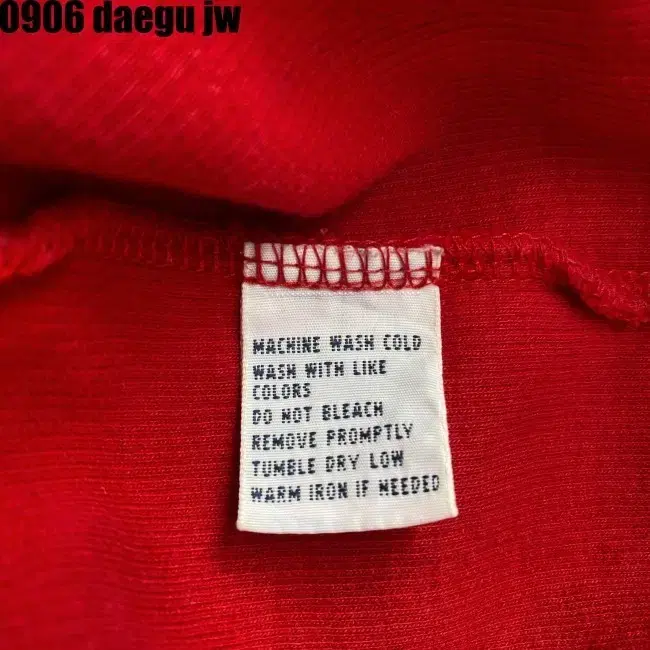 0906 daegu jw
MACHINE WASH COLD
WASH WITH LIKE
COLORS
DO NOT BLEACH
REMOVE PROMPTLY
TUMBLE DRY LOW
WARM IRON IF NEEDED